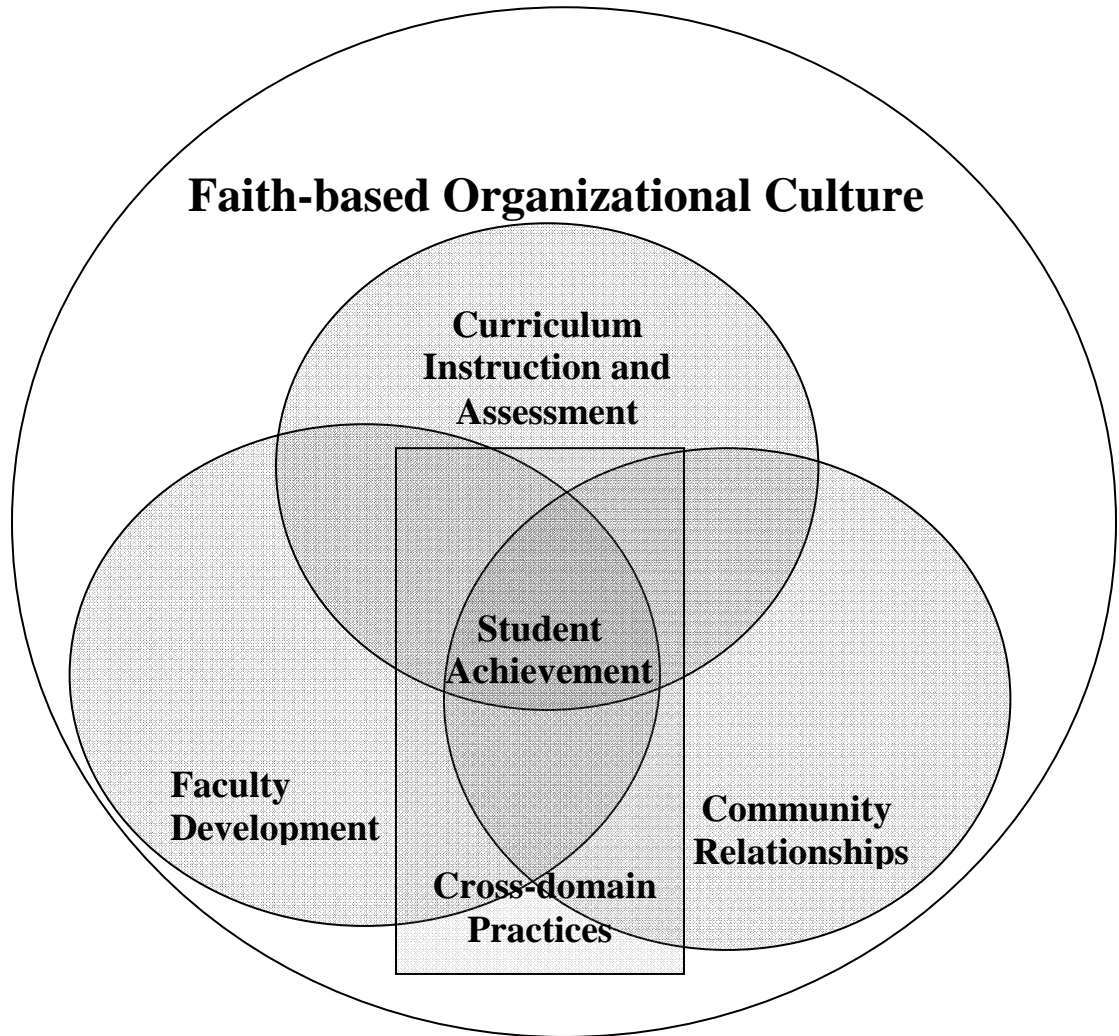 Faith-based Organizational Culture
Curriculum
Instruction and
Assessment
Student
Achievement
Faculty
Development
Community
Relationships
Cross-domain
Practices